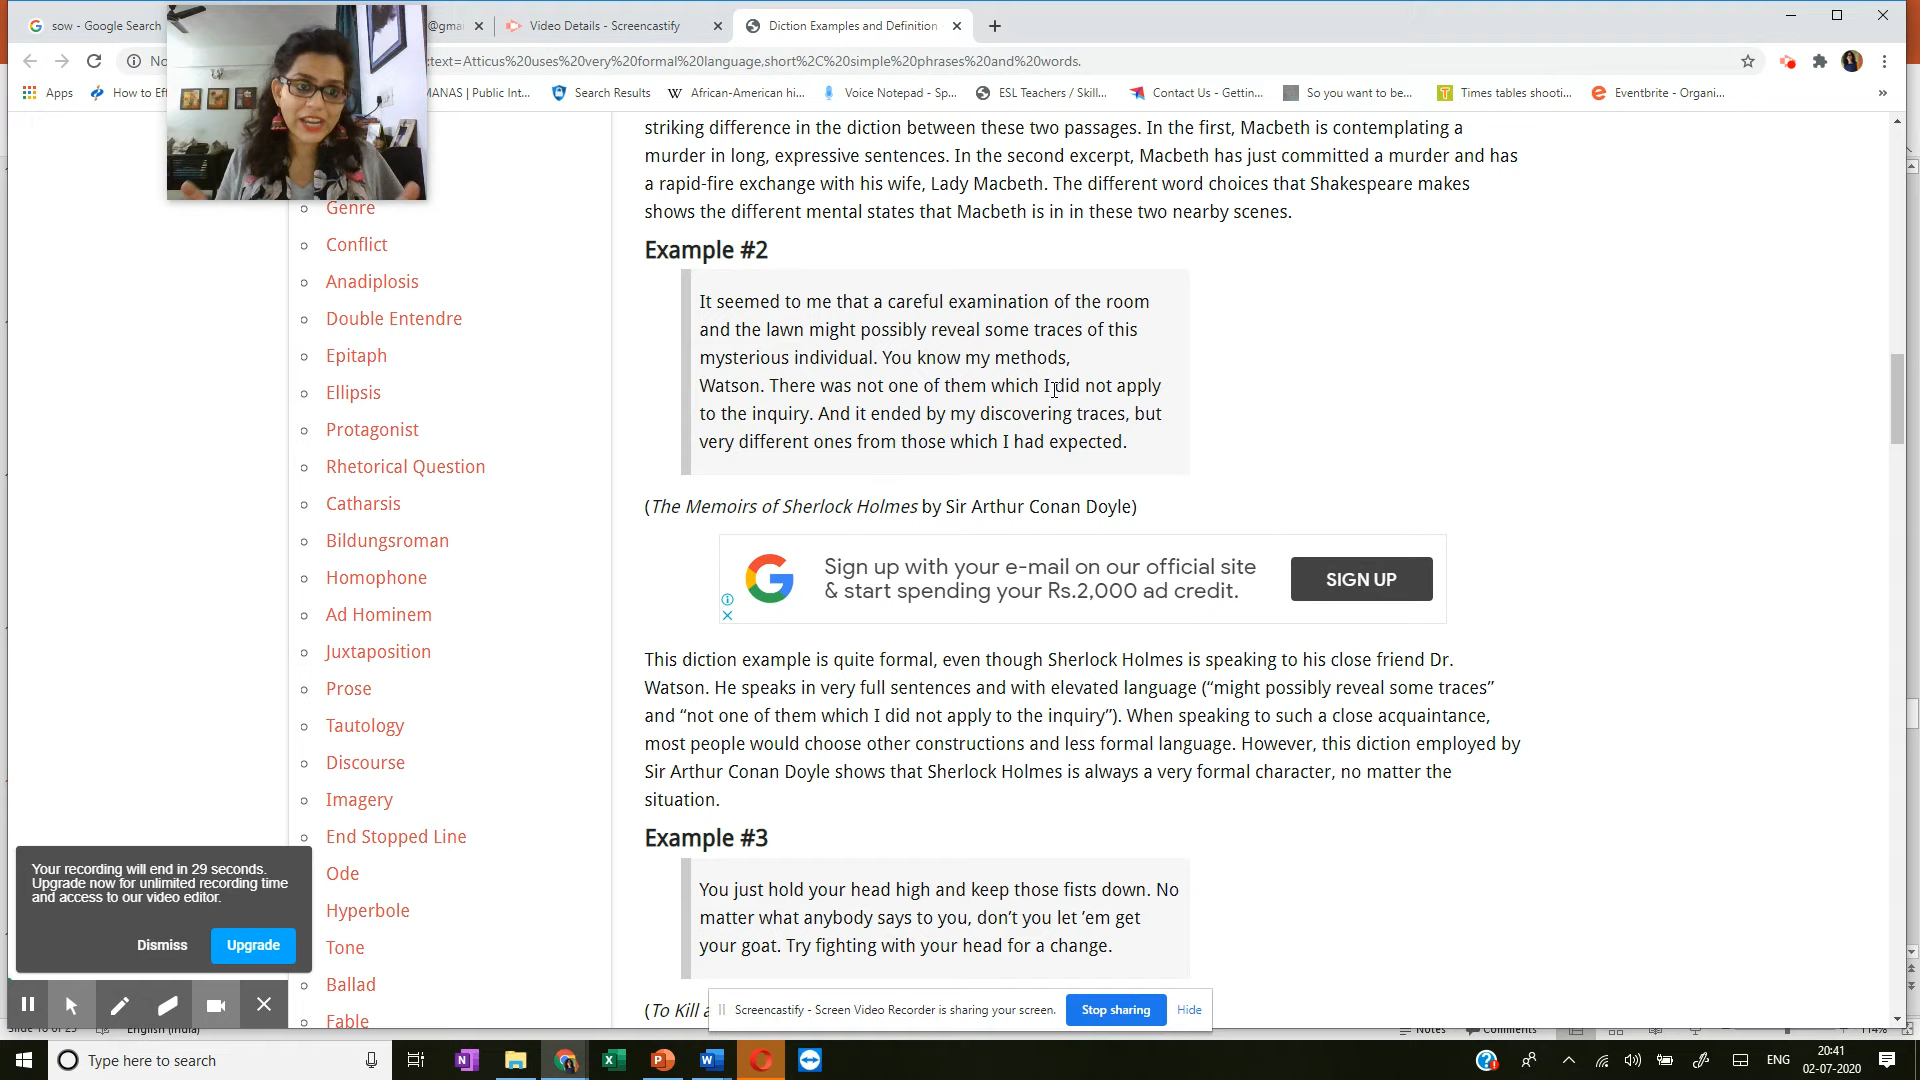 sow - Google Search
@gmai
Video Details - Screencastify
Diction Examples and Definition
No
text=Atticus%20uses%20very%20formal%20language,short%2C%20simple%20phrases%20and%20words.
Apps
How to Eff
MANAS | Public Int...
Search Results
African-American hi...
Voice Notepad - Sp...
ESL Teachers / Skill...
Contact Us - Gettin...
So you want to be...
Times tables shooti...
Eventbrite - Organi...
»
Genre
Conflict
Anadiplosis
Double Entendre
Epitaph
Ellipsis
Protagonist
Rhetorical Question
Catharsis
Bildungsroman
Homophone
Ad Hominem
Juxtaposition
Prose
Tautology
Discourse
Imagery
End Stopped Line
Ode
Hyperbole
Tone
Ballad
Fable
striking difference in the diction between these two passages. In the first, Macbeth is contemplating a
murder in long, expressive sentences. In the second excerpt, Macbeth has just committed a murder and has
a rapid-fire exchange with his wife, Lady Macbeth. The different word choices that Shakespeare makes
shows the different mental states that Macbeth is in in these two nearby scenes.
Example #2
It seemed to me that a careful examination of the room
and the lawn might possibly reveal some traces of this
mysterious individual. You know my methods,
Watson. There was not one of them which I did not apply
to the inquiry. And it ended by my discovering traces, but
very different ones from those which I had expected.
(The Memoirs of Sherlock Holmes by Sir Arthur Conan Doyle)
Sign up with your e-mail on our official site
& start spending your Rs.2,000 ad credit.
SIGN UP
This diction example is quite formal, even though Sherlock Holmes is speaking to his close friend Dr.
Watson. He speaks in very full sentences and with elevated language (“might possibly reveal some traces”
and “not one of them which I did not apply to the inquiry”). When speaking to such a close acquaintance,
most people would choose other constructions and less formal language. However, this diction employed by
Sir Arthur Conan Doyle shows that Sherlock Holmes is always a very formal character, no matter the
situation.
Example #3
You just hold your head high and keep those fists down. No
matter what anybody says to you, don’t you let ’em get
your goat. Try fighting with your head for a change.
(To Kill a
Your recording will end in 29 seconds.
Upgrade now for unlimited recording time
and access to our video editor.
Dismiss
Upgrade
Screencastify - Screen Video Recorder is sharing your screen.
Stop sharing
Hide
Slide 16 of 25
English (India)
Notes
Comments
114%
Type here to search
ENG
20:41
02-07-2020